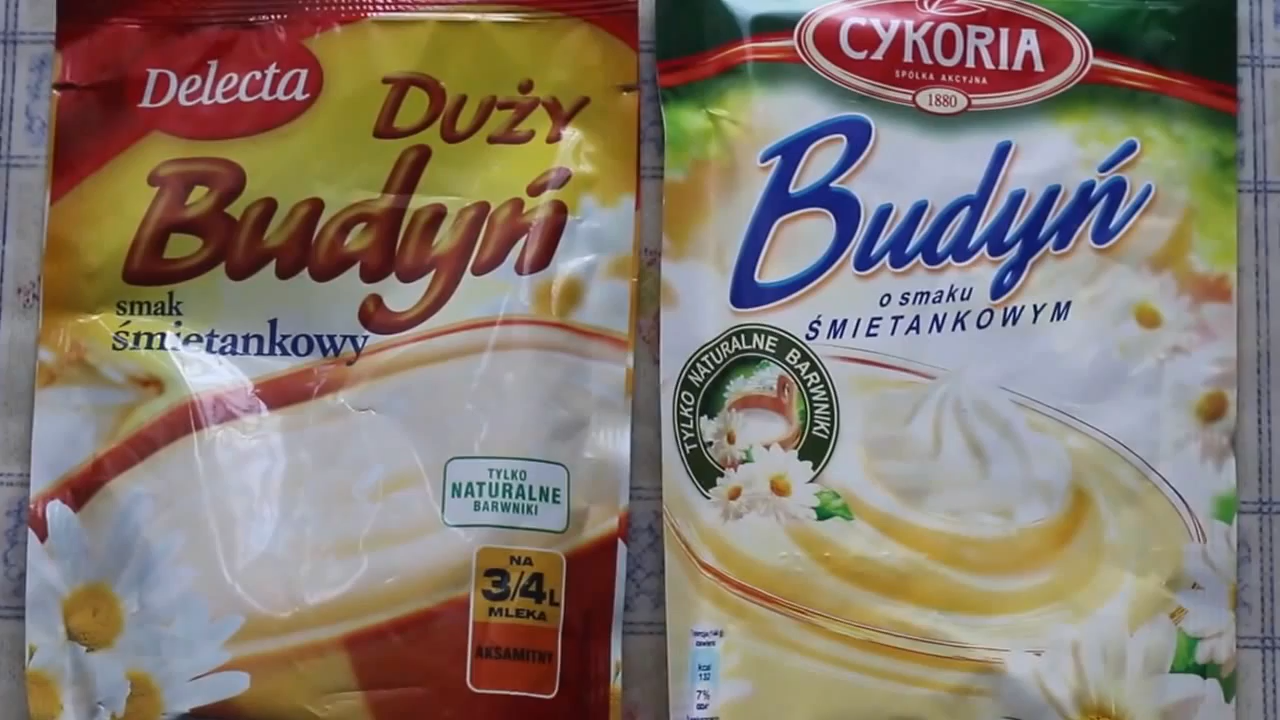 Delecta
Duży
Budyń
smak
śmietankowy
TYLKO
NATURALNE
BARWNIKI
NA
3/4L
MLEKA
AKSAMITNY
CYKORIA
SPÓŁKA AKCYJNA
1880
Budyń
o smaku
ŚMIETANKOWYM
TYLKO NATURALNE BARWNIKI
kcal
132
7%